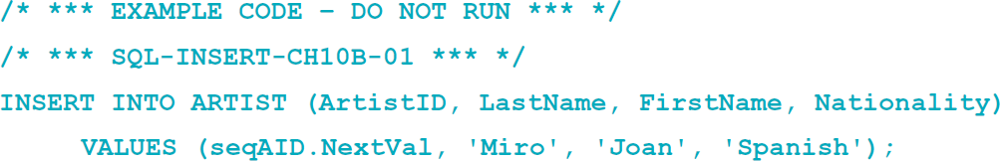 /* *** EXAMPLE CODE – DO NOT RUN *** */
/* *** SQL-INSERT-CH10B-01 *** */
INSERT INTO ARTIST (ArtistID, LastName, FirstName, Nationality)
VALUES (seqAID.NextVal, 'Miro', 'Joan', 'Spanish');